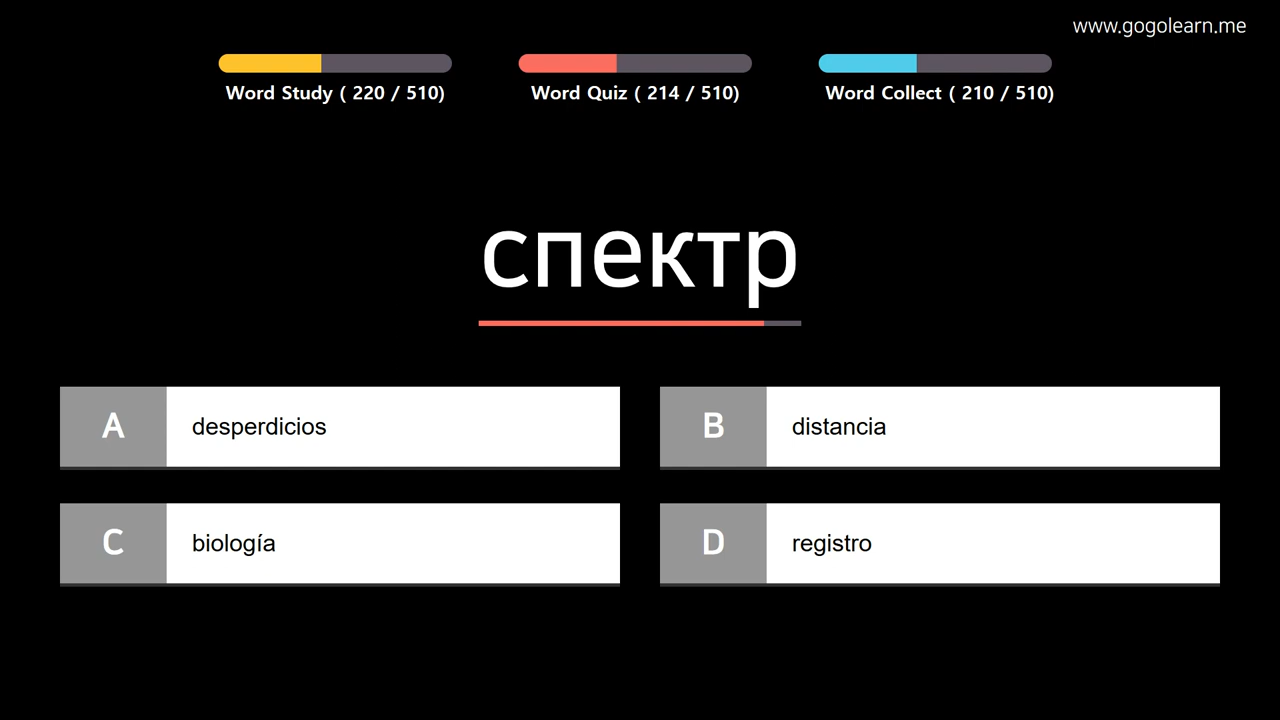 www.gogolearn.me
Word Study ( 220 / 510)
Word Quiz ( 214 / 510)
Word Collect ( 210 / 510)
спектр
A desperdicios
B distancia
C biología
D registro